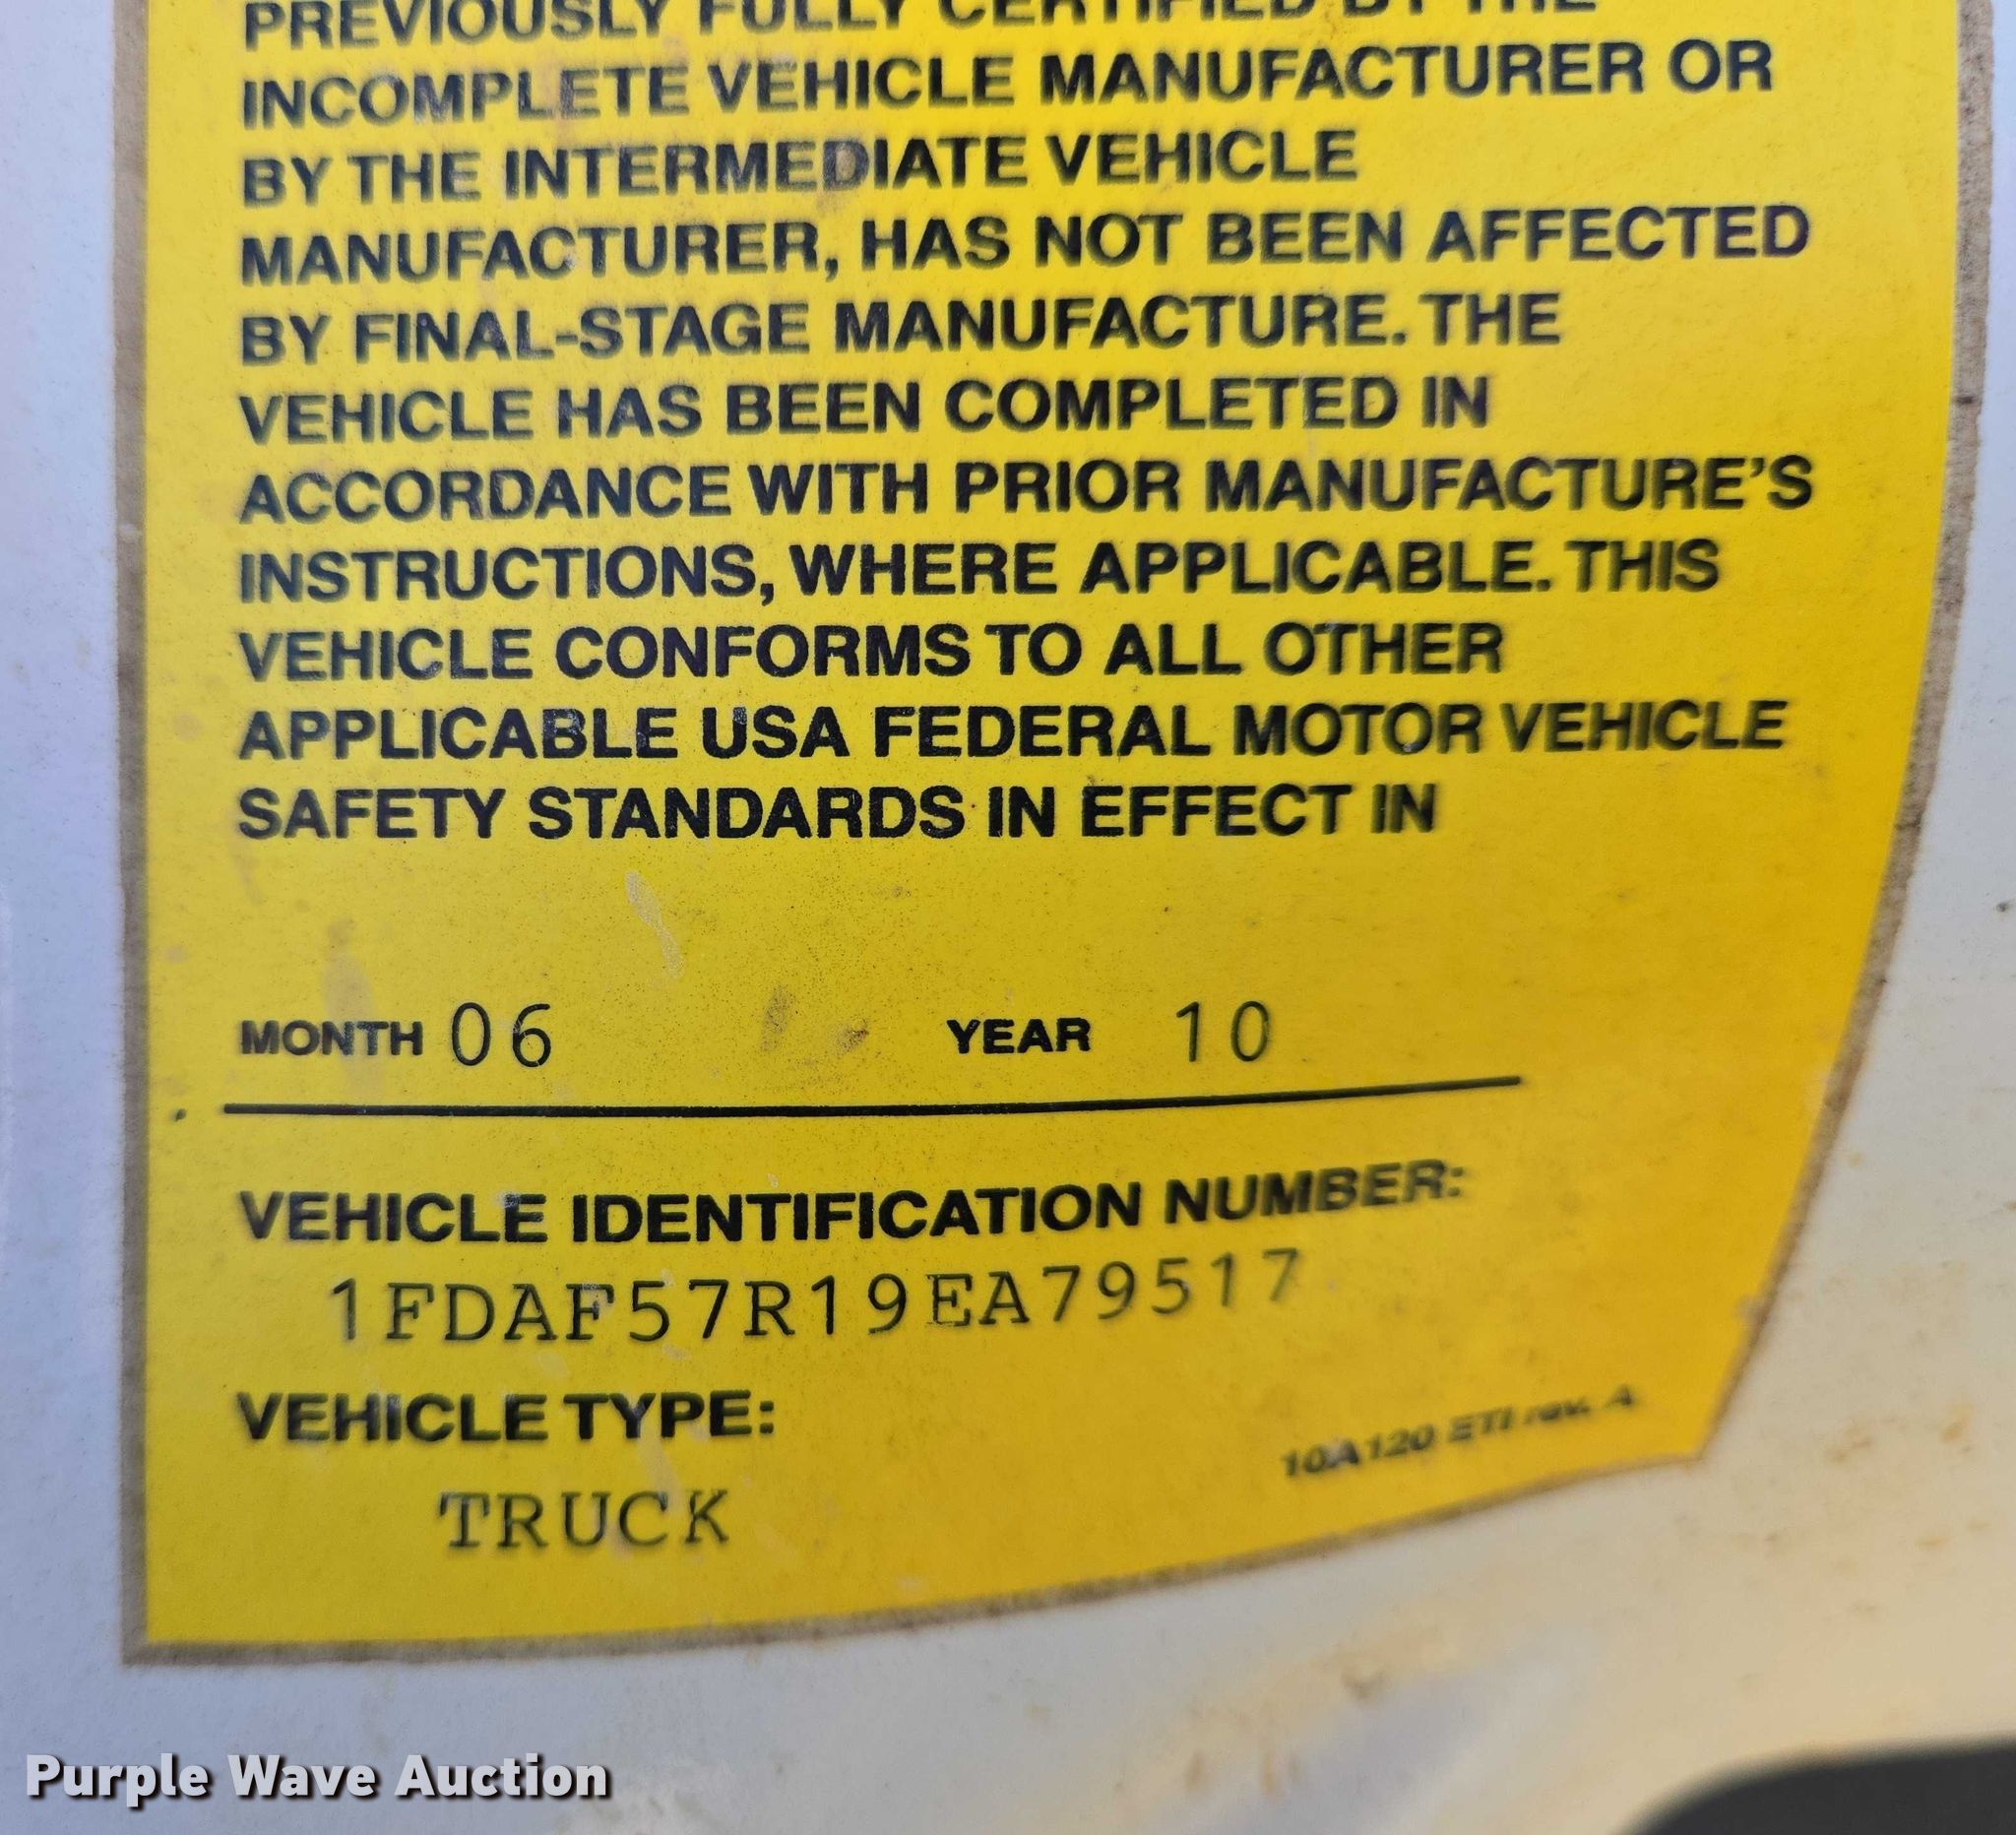 PREVIOUSLY FULLY CERTIFIED BY THE
INCOMPLETE VEHICLE MANUFACTURER OR
BY THE INTERMEDIATE VEHICLE
MANUFACTURER, HAS NOT BEEN AFFECTED
BY FINAL-STAGE MANUFACTURE. THE
VEHICLE HAS BEEN COMPLETED IN
ACCORDANCE WITH PRIOR MANUFACTURE'S
INSTRUCTIONS, WHERE APPLICABLE. THIS
VEHICLE CONFORMS TO ALL OTHER
APPLICABLE USA FEDERAL MOTOR VEHICLE
SAFETY STANDARDS IN EFFECT IN
MONTH 06 YEAR 10
VEHICLE IDENTIFICATION NUMBER:
1FDAF57R19EA79517
VEHICLE TYPE:
10A120 ETI rev. A
TRUCK
Purple Wave Auction